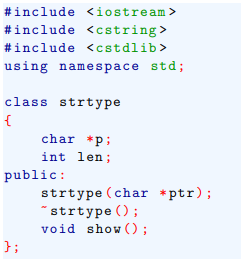 #include <iostream>
#include <cstring>
#include <cstdlib>
using namespace std;

class strtype
{
    char *p;
    int len;
public:
    strtype(char *ptr);
    ~strtype();
    void show();
};